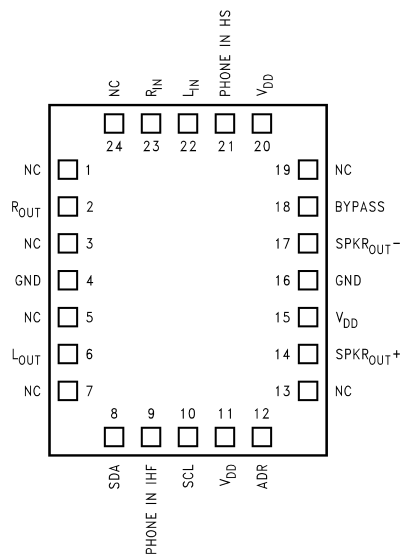 NC
R_IN
L_IN
PHONE IN HS
V_DD
24 23 22 21 20
NC 1 19 NC
R_OUT 2 18 BYPASS
NC 3 17 SPKR_OUT-
GND 4 16 GND
NC 5 15 V_DD
L_OUT 6 14 SPKR_OUT+
NC 7 13 NC
8 9 10 11 12
SDA
PHONE IN IHF
SCL
V_DD
ADR